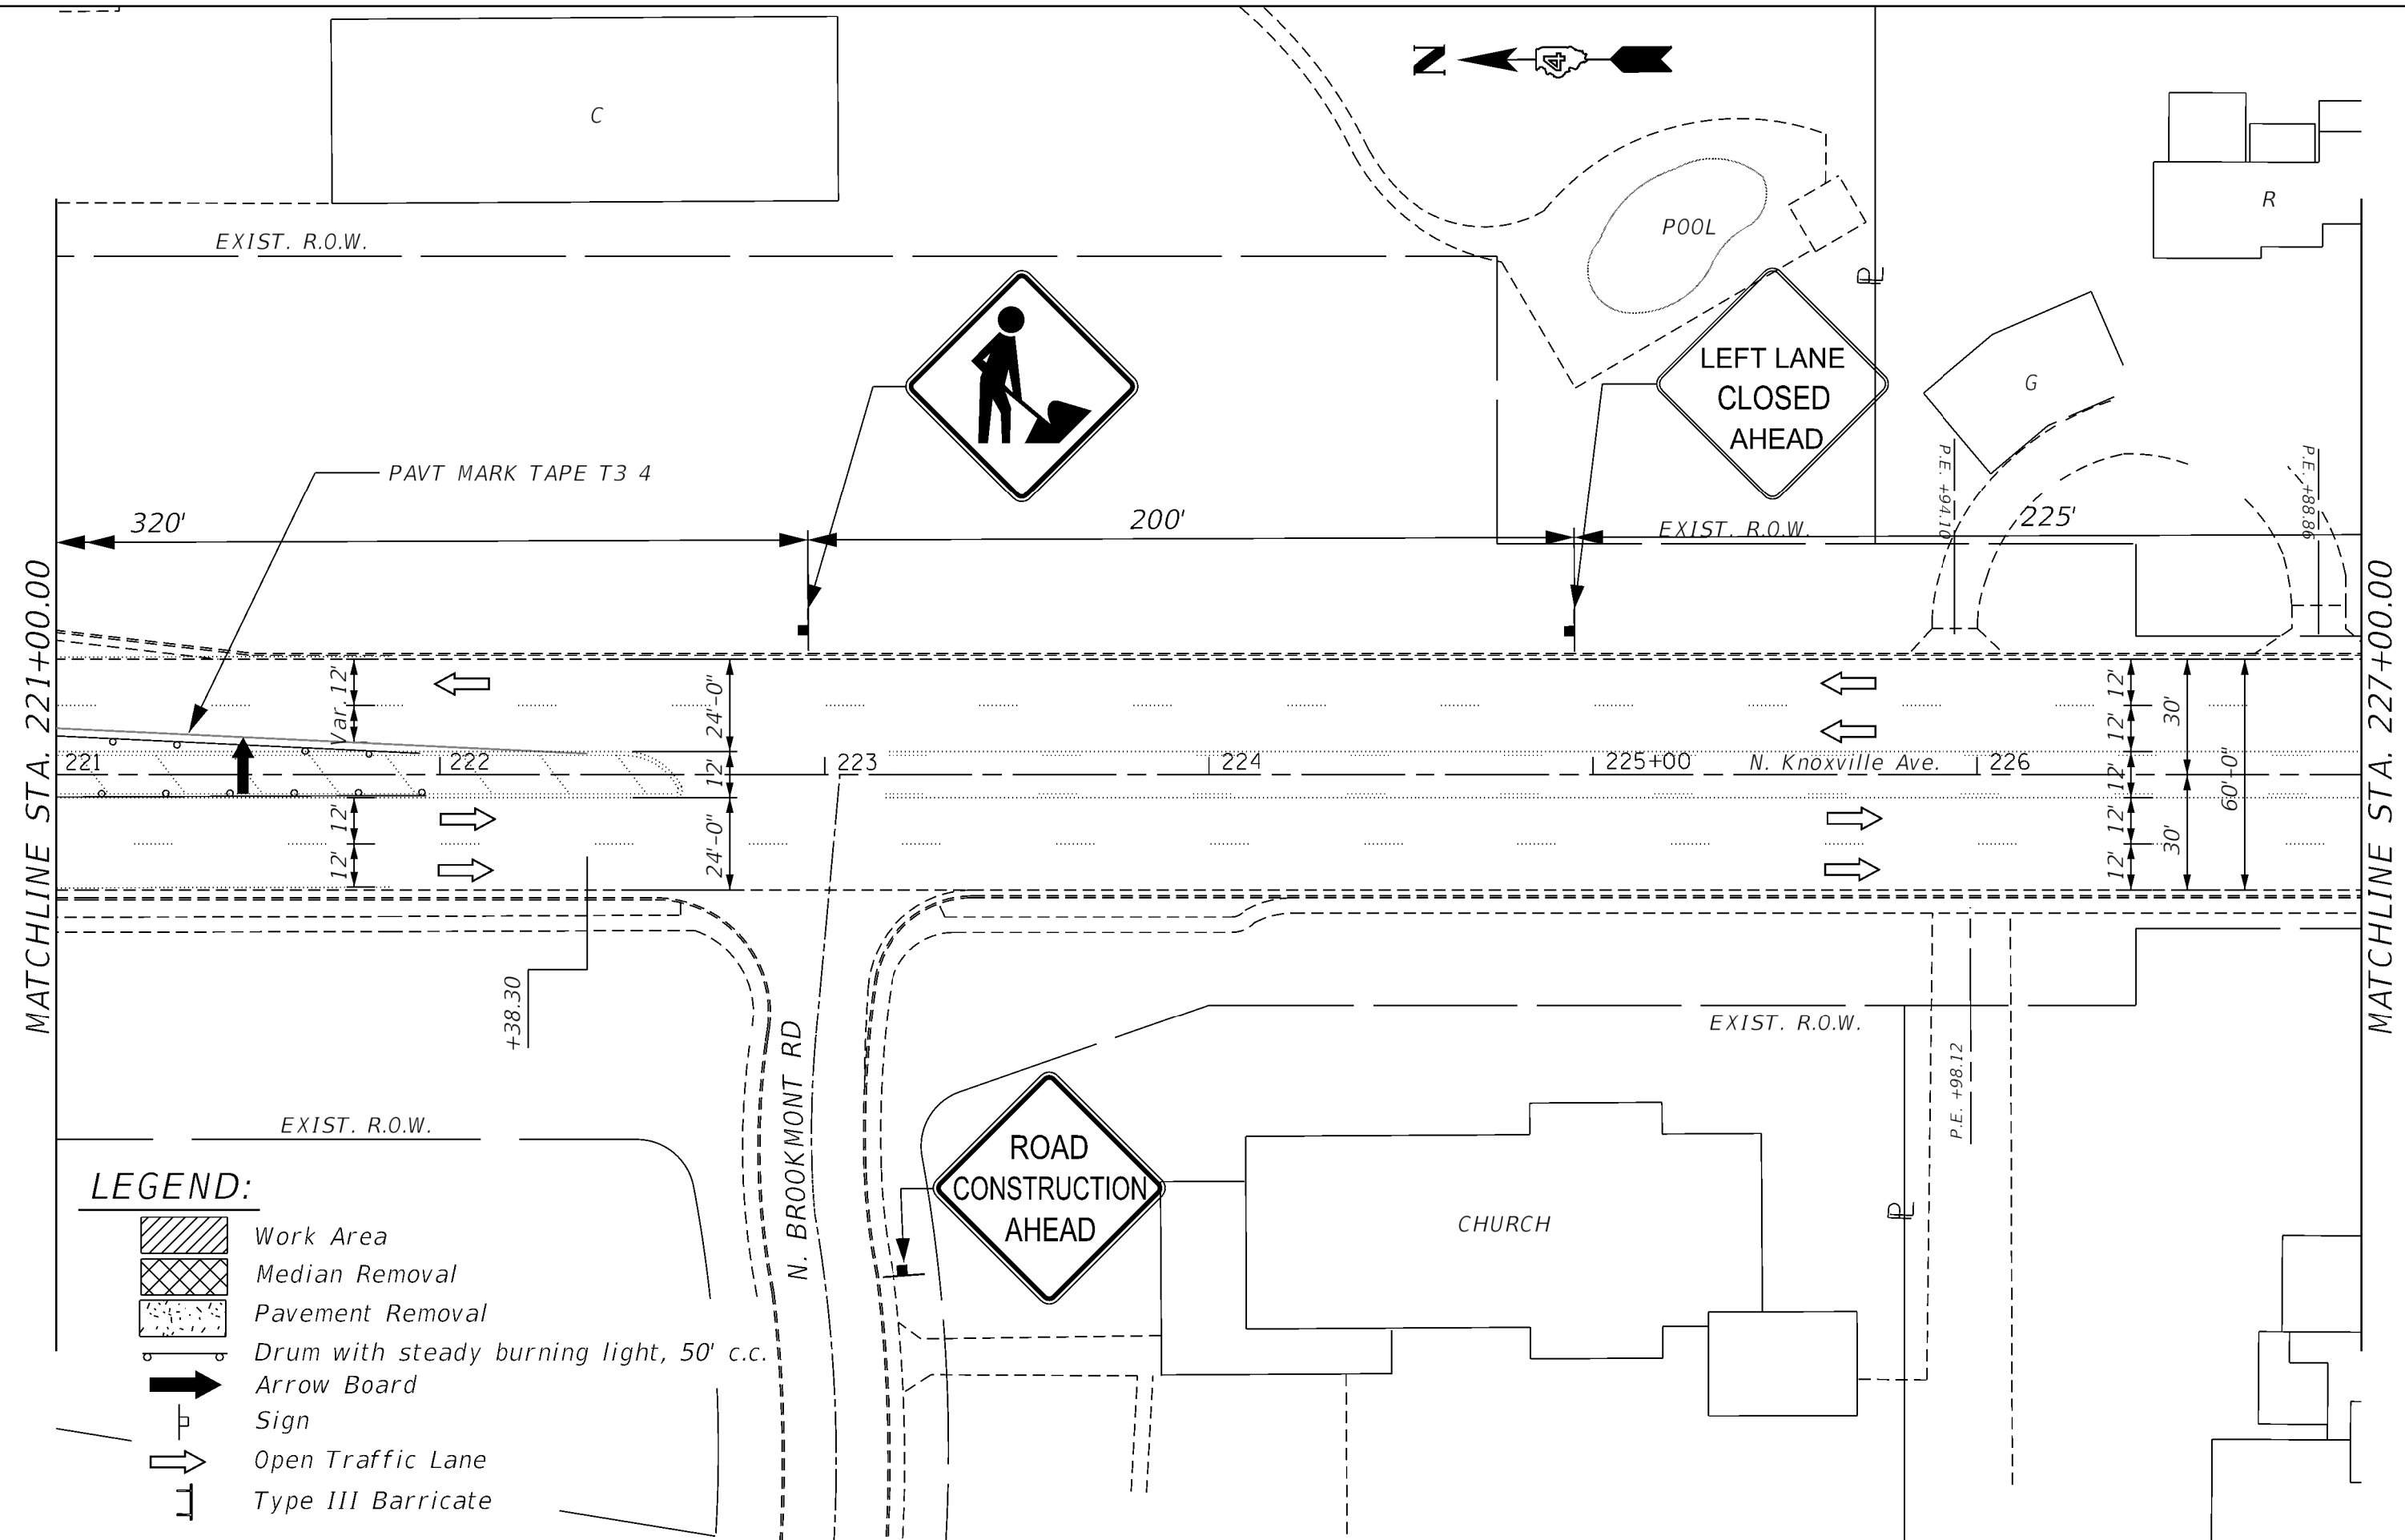 N
4
C
R
EXIST. R.O.W.
POOL
PL
LEFT LANE
CLOSED
AHEAD
G
PAVT MARK TAPE T3 4
P.E. +94.10
P.E. +88.86
320'
200'
EXIST. R.O.W.
225'
MATCHLINE STA. 221+00.00
MATCHLINE STA. 227+00.00
Var.
12'
24'-0"
12'
12'
30'
221
222
223
224
225+00
N. Knoxville Ave.
226
12'
12'
60'-0"
12'
12'
24'-0"
12'
12'
30'
+38.30
N. BROOKMONT RD
EXIST. R.O.W.
P.E. +98.12
EXIST. R.O.W.
ROAD
CONSTRUCTION
AHEAD
CHURCH
PL
LEGEND:
Work Area
Median Removal
Pavement Removal
Drum with steady burning light, 50' c.c.
Arrow Board
Sign
Open Traffic Lane
Type III Barricate